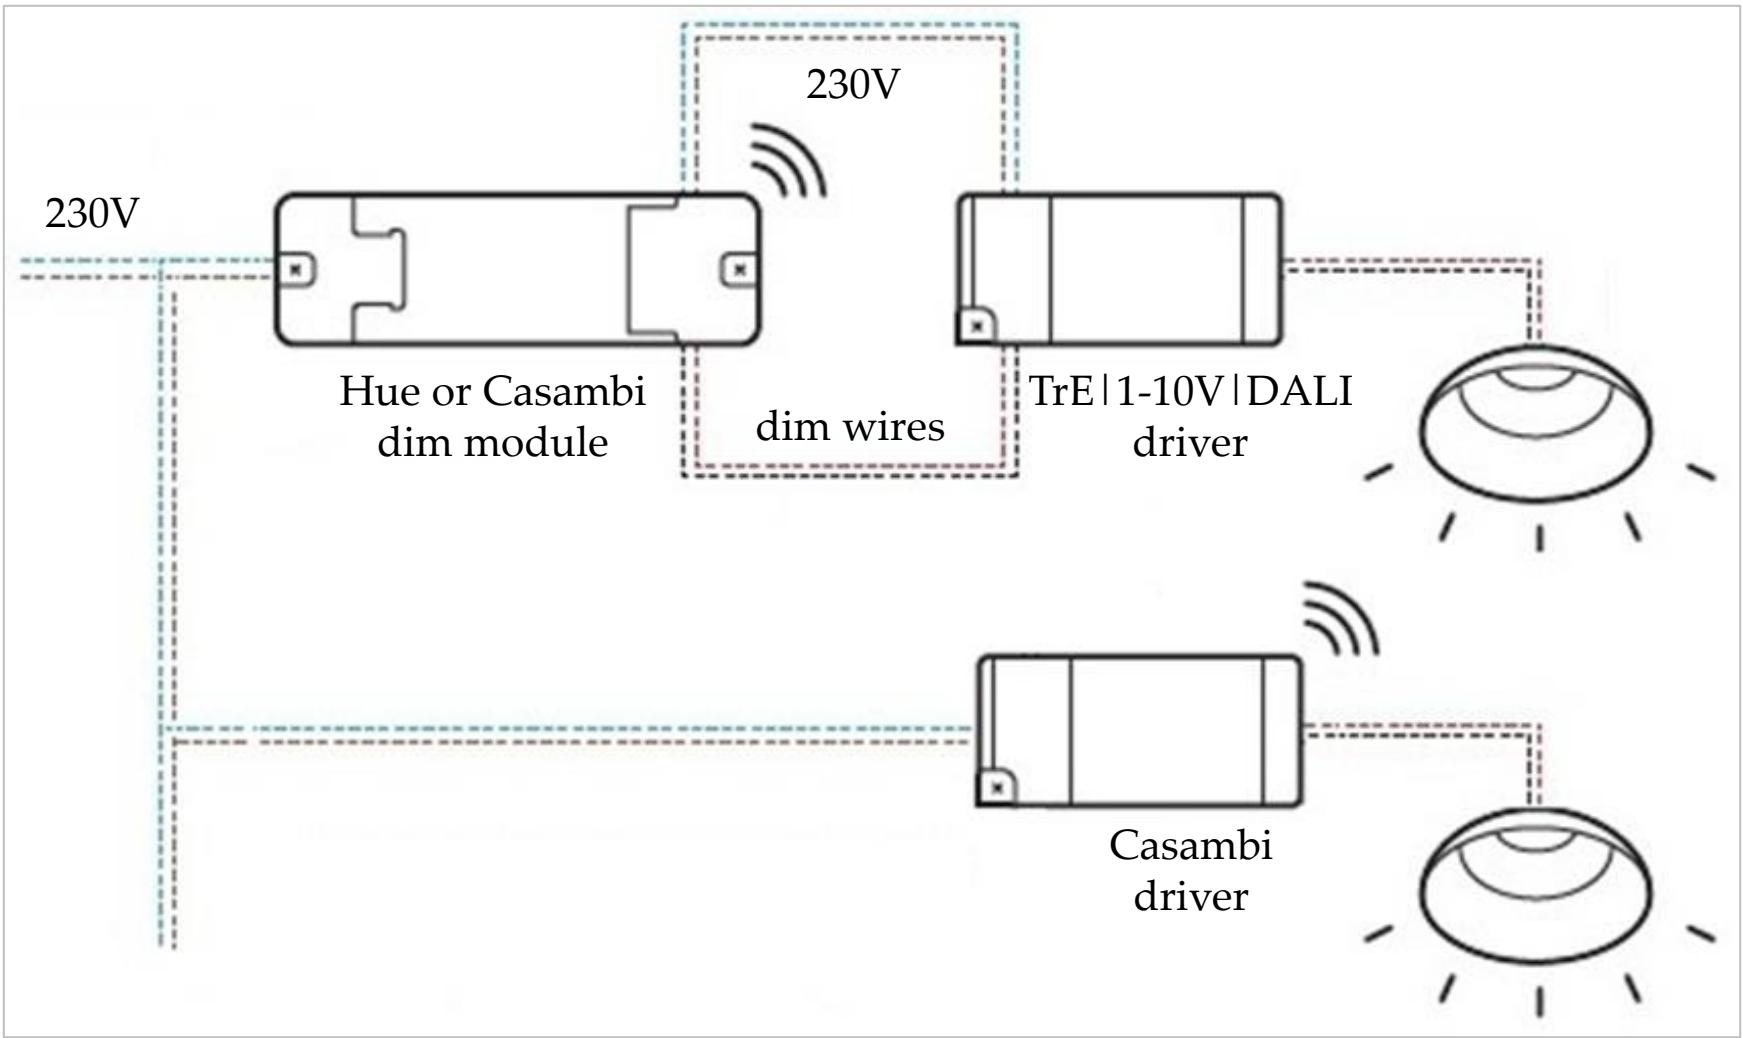 230V
230V
Hue or Casambi
dim module
dim wires
TrE|1-10V|DALI
driver
Casambi
driver